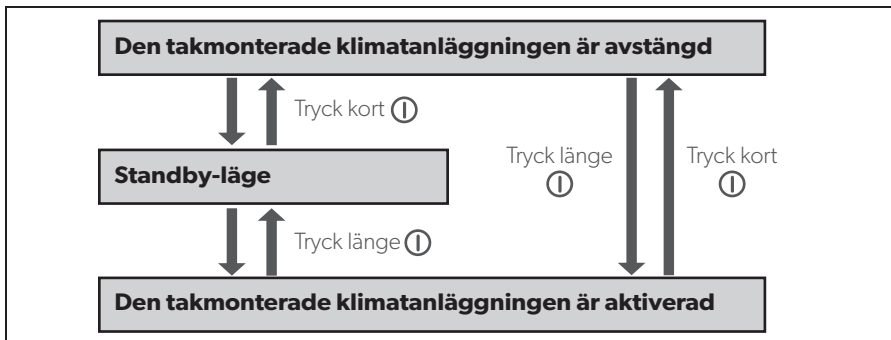 Den takmonterade klimatanläggningen är avstängd
Tryck kort
Standby-läge
Tryck länge
Tryck kort
Tryck länge
Den takmonterade klimatanläggningen är aktiverad